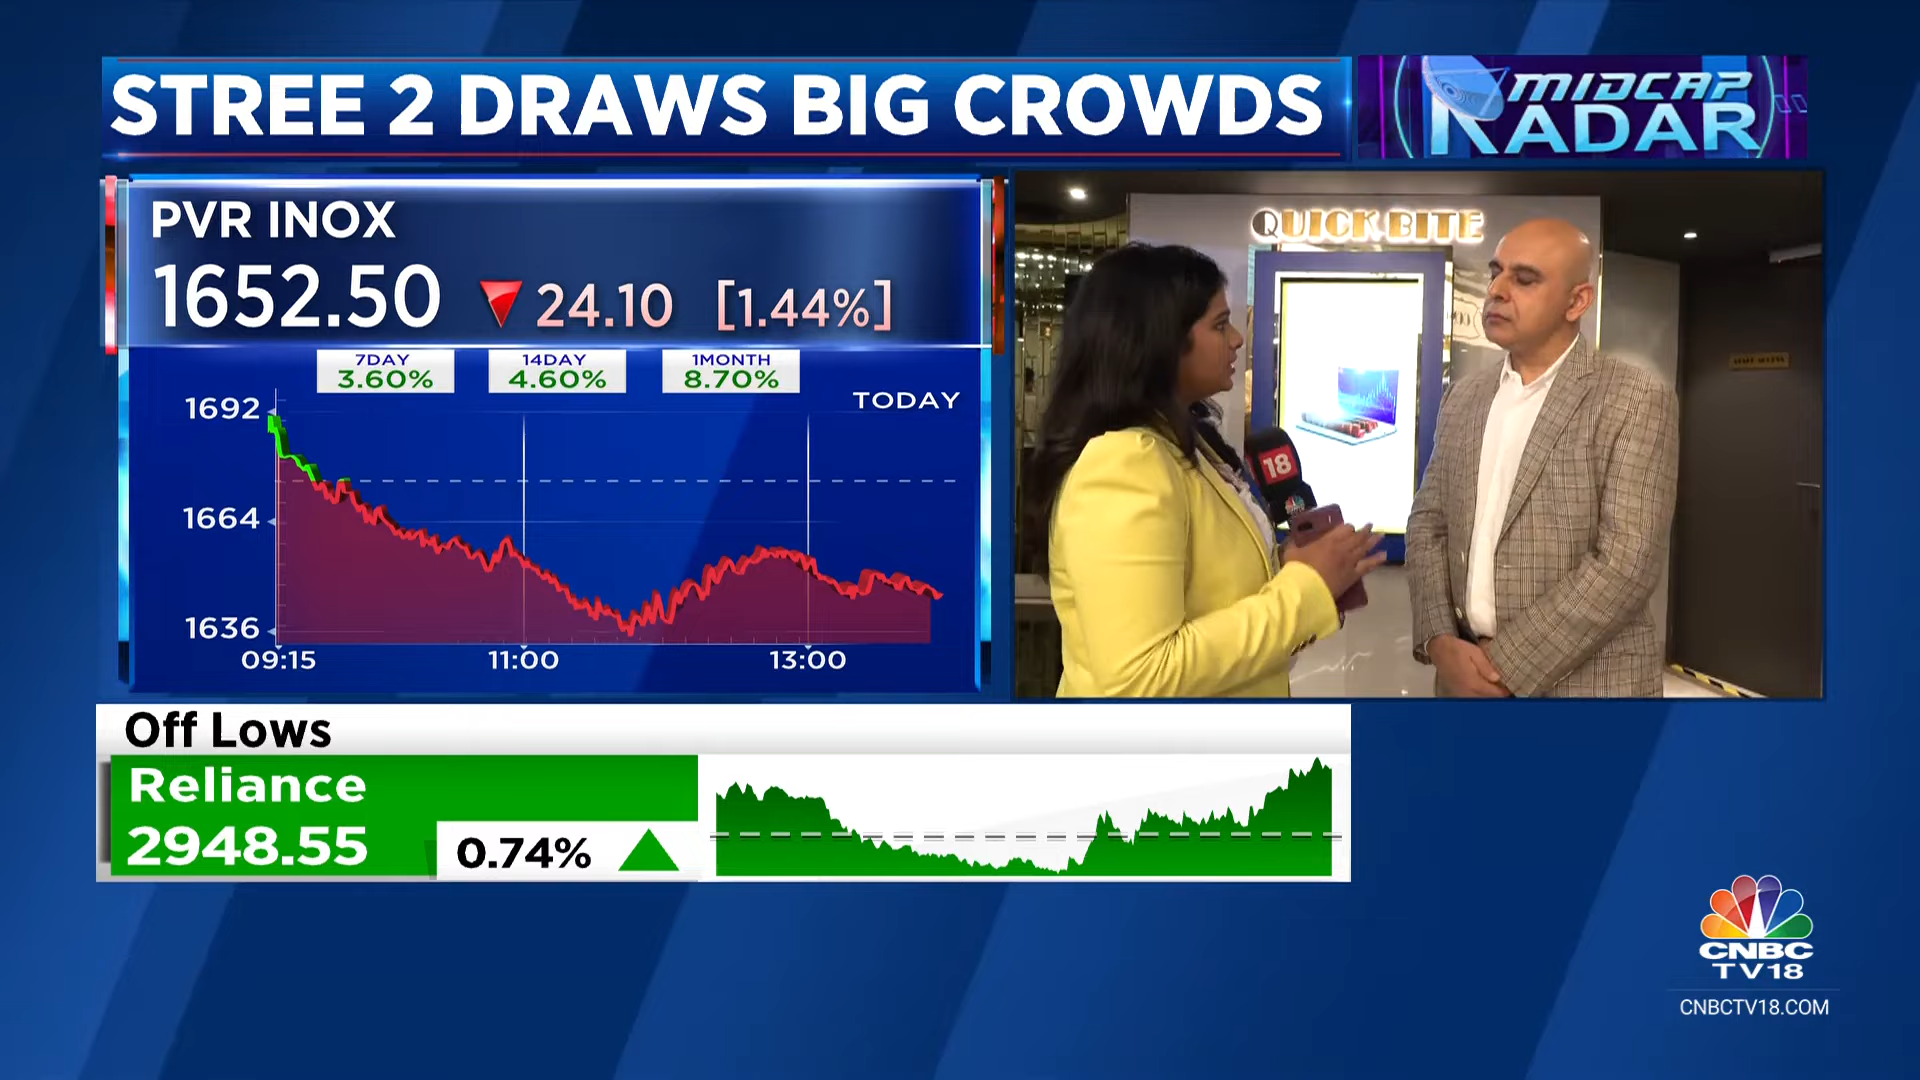 STREE 2 DRAWS BIG CROWDS
MIDCAP
RADAR
PVR INOX
1652.50 ▼ 24.10 [1.44%]
7DAY
3.60%
14DAY
4.60%
1MONTH
8.70%
TODAY
1692
1664
1636
09:15
11:00
13:00
QUICK BITE
18
Off Lows
Reliance
2948.55
0.74%
CNBC
TV18
CNBCTV18.COM